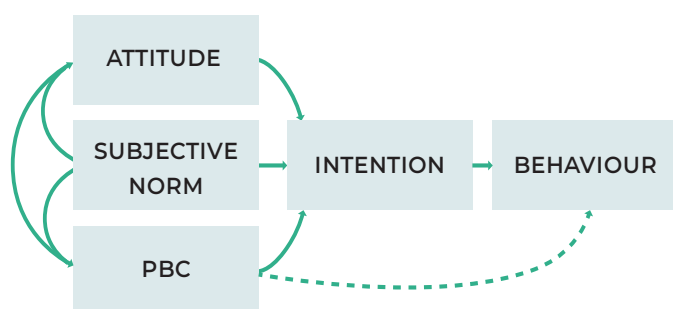 ATTITUDE
SUBJECTIVE
NORM
INTENTION
BEHAVIOUR
PBC